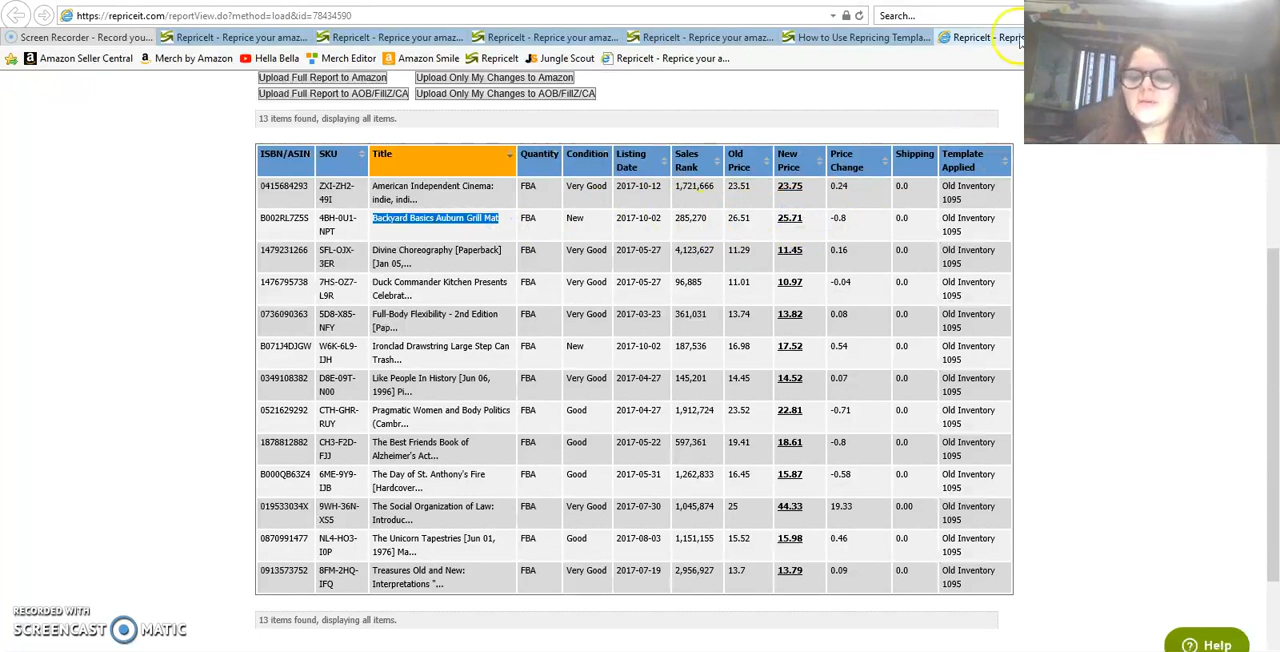 https://repriceit.com/reportView.do?method=load&id=78434590
Search...
Screen Recorder - Record you...
RepriceIt - Reprice your amaz...
RepriceIt - Reprice your amaz...
RepriceIt - Reprice your amaz...
RepriceIt - Reprice your amaz...
How to Use Repricing Templa...
RepriceIt - Repri
Amazon Seller Central
Merch by Amazon
Hella Bella
Merch Editor
Amazon Smile
RepriceIt
Jungle Scout
RepriceIt - Reprice your a...
Upload Full Report to Amazon Upload Only My Changes to Amazon
Upload Full Report to AOB/FillZ/CA Upload Only My Changes to AOB/FillZ/CA
13 items found, displaying all items.
ISBN/ASIN SKU Title Quantity Condition Listing Date Sales Rank Old Price New Price Price Change Shipping Template Applied
0415684293 ZXI-ZH2-49I American Independent Cinema: indie, indi... FBA Very Good 2017-10-12 1,721,666 23.51 23.75 0.24 0.0 Old Inventory 1095
B002RL7Z5S 4BH-0U1-NPT Backyard Basics Auburn Grill Mat FBA New 2017-10-02 285,270 26.51 25.71 -0.8 0.0 Old Inventory 1095
1479231266 SFL-OJX-3ER Divine Choreography [Paperback] [Jan 05,... FBA Very Good 2017-05-27 4,123,627 11.29 11.45 0.16 0.0 Old Inventory 1095
1476795738 7HS-OZ7-L9R Duck Commander Kitchen Presents Celebrat... FBA Very Good 2017-05-27 96,885 11.01 10.97 -0.04 0.0 Old Inventory 1095
0736090363 5D8-X85-NFY Full-Body Flexibility - 2nd Edition [Pap... FBA Very Good 2017-03-23 361,031 13.74 13.82 0.08 0.0 Old Inventory 1095
B071J4DJGW W6K-6L9-IJH Ironclad Drawstring Large Step Can Trash... FBA New 2017-10-02 187,536 16.98 17.52 0.54 0.0 Old Inventory 1095
0349108382 D8E-09T-N00 Like People In History [Jun 06, 1996] Pi... FBA Very Good 2017-04-27 145,201 14.45 14.52 0.07 0.0 Old Inventory 1095
0521629292 CTH-GHR-RUY Pragmatic Women and Body Politics (Cambr... FBA Good 2017-04-27 1,912,724 23.52 22.81 -0.71 0.0 Old Inventory 1095
1878812882 CH3-F2D-FJJ The Best Friends Book of Alzheimer's Act... FBA Good 2017-05-22 597,361 19.41 18.61 -0.8 0.0 Old Inventory 1095
B000QB63Z4 6ME-9Y9-IJB The Day of St. Anthony's Fire [Hardcover... FBA Good 2017-05-31 1,262,833 16.45 15.87 -0.58 0.0 Old Inventory 1095
019533034X 9WH-36N-XS5 The Social Organization of Law: Introduc... FBA Very Good 2017-07-30 1,045,874 25 44.33 19.33 0.00 Old Inventory 1095
0870991477 NL4-HO3-I0P The Unicorn Tapestries [Jun 01, 1976] Ma... FBA Very Good 2017-08-03 1,151,155 15.52 15.98 0.46 0.0 Old Inventory 1095
0913573752 8FM-2HQ-IFQ Treasures Old and New: Interpretations "... FBA Very Good 2017-07-19 2,956,927 13.7 13.79 0.09 0.0 Old Inventory 1095
13 items found, displaying all items.
RECORDED WITH
SCREENCAST MATIC
Help